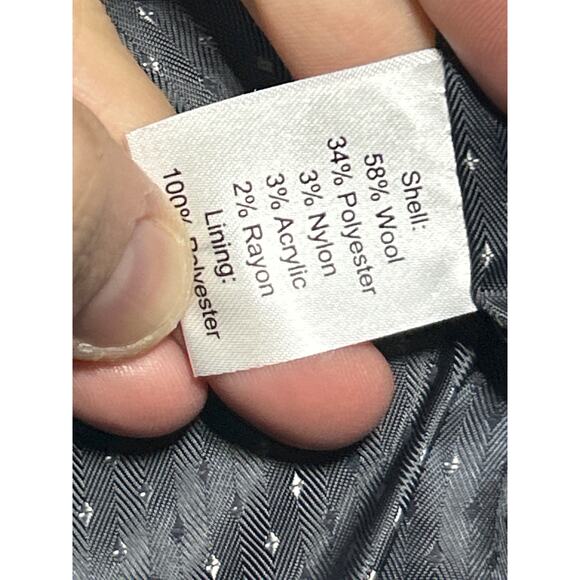 Shell:
58% Wool
34% Polyester
3% Nylon
3% Acrylic
2% Rayon
Lining:
100% Polyester